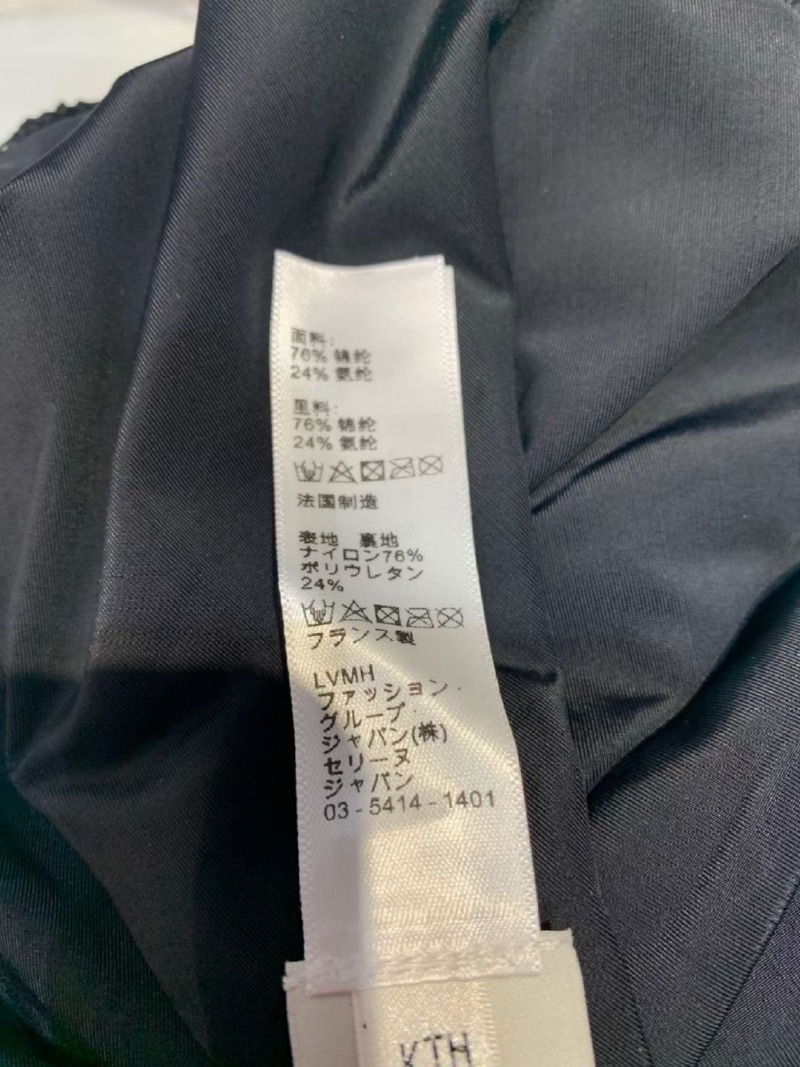 面料:
76% 锦纶
24% 氨纶
里料:
76% 锦纶
24% 氨纶
法国制造
表地　裏地
ナイロン76%
ポリウレタン
24%
フランス製
LVMH
ファッション・
グループ・
ジャパン(株)
セリーヌ
ジャパン
03-5414-1401
KTH